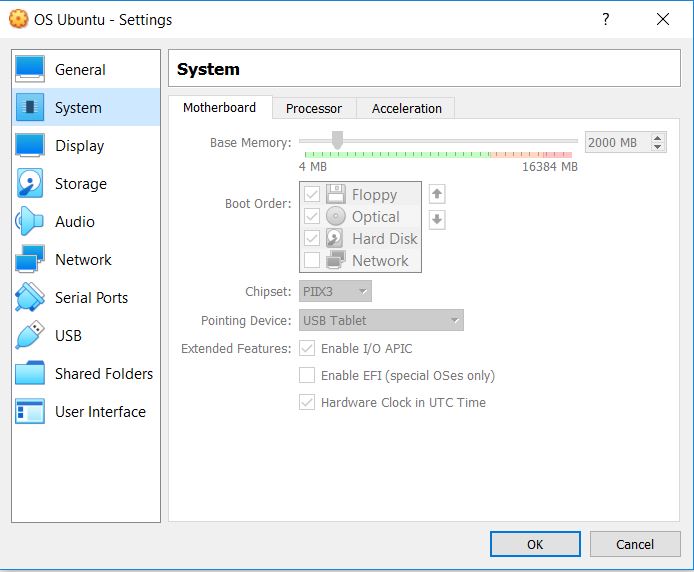 OS Ubuntu - Settings
?
General
System
Display
Storage
Audio
Network
Serial Ports
USB
Shared Folders
User Interface
System
Motherboard Processor Acceleration
Base Memory: 2000 MB
4 MB 16384 MB
Boot Order: Floppy
Optical
Hard Disk
Network
Chipset: PIIX3
Pointing Device: USB Tablet
Extended Features: Enable I/O APIC
Enable EFI (special OSes only)
Hardware Clock in UTC Time
OK Cancel